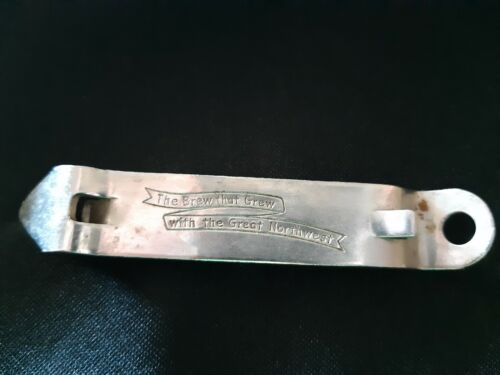 The Brew that Grew
with the Great Northwest